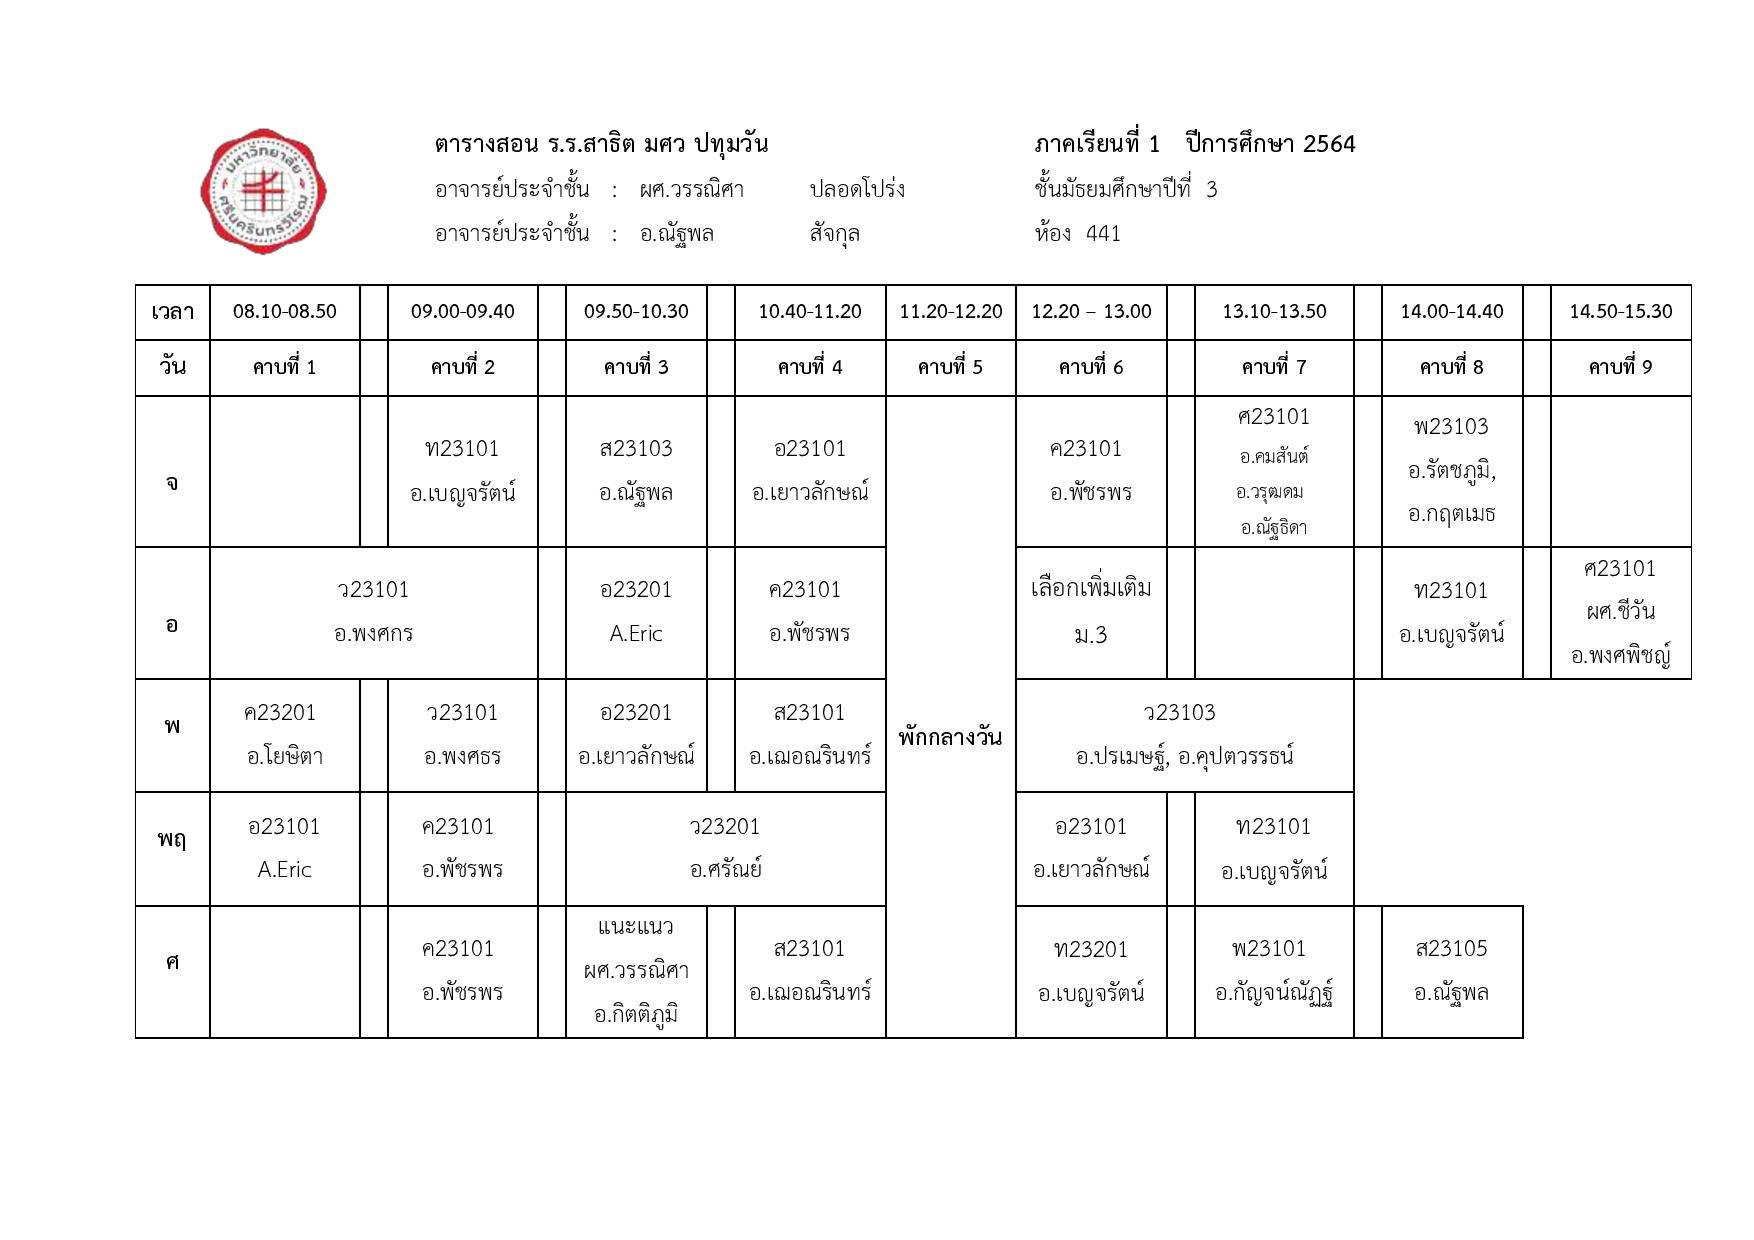 มหาวิทยาลัย
ศรีนครินทรวิโรฒ
ตารางสอน ร.ร.สาธิต มศว ปทุมวัน ภาคเรียนที่ 1 ปีการศึกษา 2564
อาจารย์ประจำชั้น : ผศ.วรรณิศา ปลอดโปร่ง ชั้นมัธยมศึกษาปีที่ 3
อาจารย์ประจำชั้น : อ.ณัฐพล สัจกุล ห้อง 441
เวลา 08.10-08.50 09.00-09.40 09.50-10.30 10.40-11.20 11.20-12.20 12.20 – 13.00 13.10-13.50 14.00-14.40 14.50-15.30
วัน คาบที่ 1 คาบที่ 2 คาบที่ 3 คาบที่ 4 คาบที่ 5 คาบที่ 6 คาบที่ 7 คาบที่ 8 คาบที่ 9
จ
ท23101
อ.เบญจรัตน์
ส23103
อ.ณัฐพล
อ23101
อ.เยาวลักษณ์
ค23101
อ.พัชรพร
ศ23101
อ.คมสันต์
อ.วรุฒดม
อ.ณัฐธิดา
พ23103
อ.รัตชภูมิ,
อ.กฤตเมธ
อ
ว23101
อ.พงศกร
อ23201
A.Eric
ค23101
อ.พัชรพร
เลือกเพิ่มเติม
ม.3
ท23101
อ.เบญจรัตน์
ศ23101
ผศ.ชีวัน
อ.พงศพิชญ์
พ
ค23201
อ.โยษิตา
ว23101
อ.พงศธร
อ23201
อ.เยาวลักษณ์
ส23101
อ.เฌอณรินทร์
พักกลางวัน
ว23103
อ.ปรเมษฐ์, อ.คุปตวรรธน์
พฤ
อ23101
A.Eric
ค23101
อ.พัชรพร
ว23201
อ.ศรัณย์
อ23101
อ.เยาวลักษณ์
ท23101
อ.เบญจรัตน์
ศ
ค23101
อ.พัชรพร
แนะแนว
ผศ.วรรณิศา
อ.กิตติภูมิ
ส23101
อ.เฌอณรินทร์
ท23201
อ.เบญจรัตน์
พ23101
อ.กัญจน์ณัฏฐ์
ส23105
อ.ณัฐพล